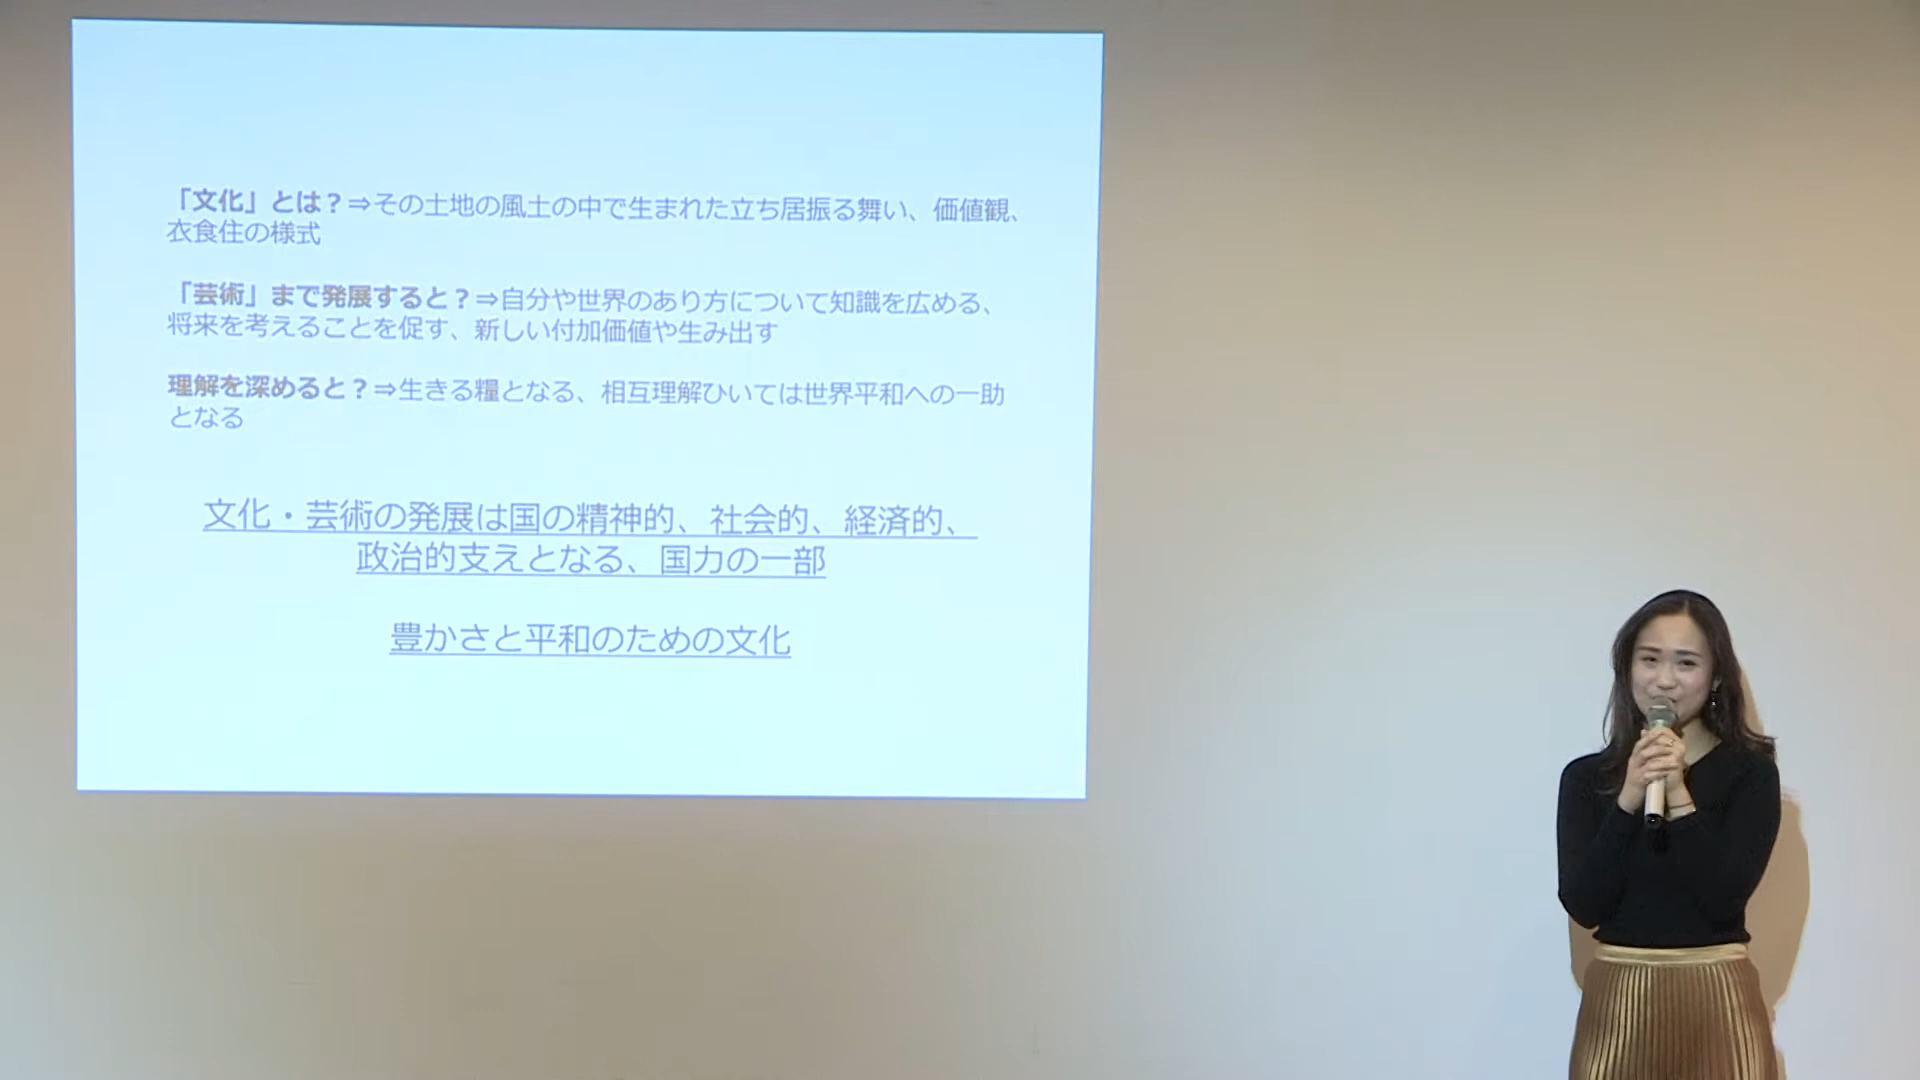 「文化」とは？⇒その土地の風土の中で生まれた立ち居振る舞い、価値観、
衣食住の様式
「芸術」まで発展すると？⇒自分や世界のあり方について知識を広める、
将来を考えることを促す、新しい付加価値や生み出す
理解を深めると？⇒生きる糧となる、相互理解ひいては世界平和への一助
となる
文化・芸術の発展は国の精神的、社会的、経済的、
政治的支えとなる、国力の一部
豊かさと平和のための文化